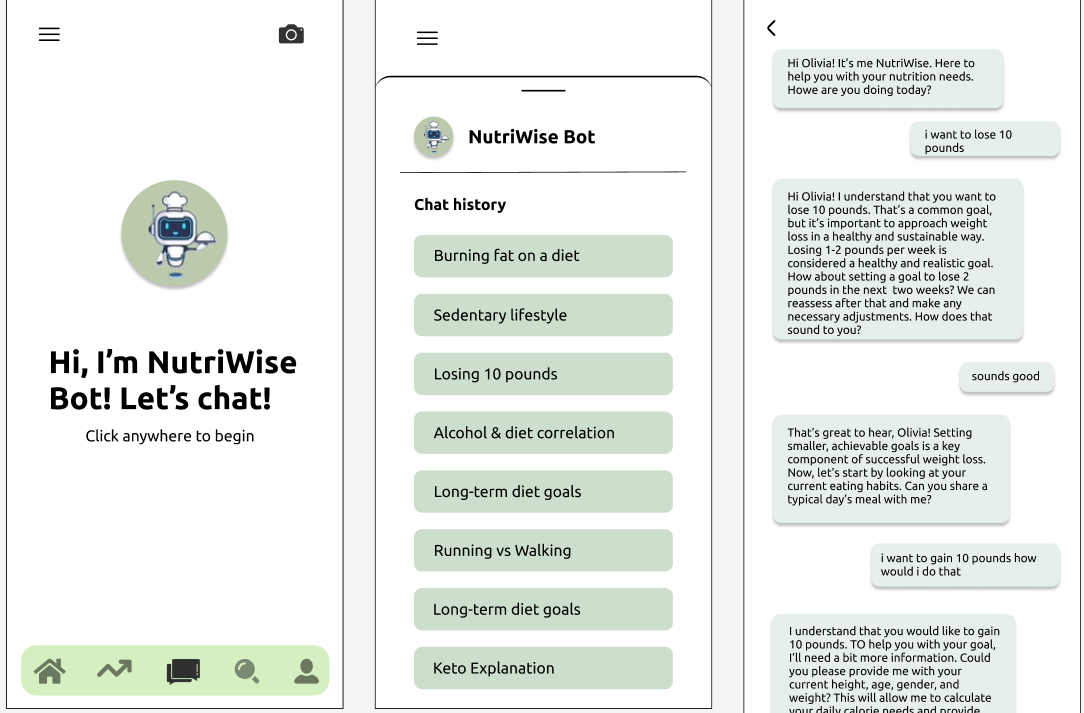 Hi, I’m NutriWise
Bot! Let’s chat!
Click anywhere to begin
NutriWise Bot
Chat history
Burning fat on a diet
Sedentary lifestyle
Losing 10 pounds
Alcohol & diet correlation
Long-term diet goals
Running vs Walking
Long-term diet goals
Keto Explanation
Hi Olivia! It’s me NutriWise. Here to
help you with your nutrition needs.
Howe are you doing today?
i want to lose 10
pounds
Hi Olivia! I understand that you want to
lose 10 pounds. That’s a common goal,
but it’s important to approach weight
loss in a healthy and sustainable way.
Losing 1-2 pounds per week is
considered a healthy and realistic goal.
How about setting a goal to lose 2
pounds in the next two weeks? We can
reassess after that and make any
necessary adjustments. How does that
sound to you?
sounds good
That’s great to hear, Olivia! Setting
smaller, achievable goals is a key
component of successful weight loss.
Now, let’s start by looking at your
current eating habits. Can you share a
typical day’s meal with me?
i want to gain 10 pounds how
would i do that
I understand that you would like to gain
10 pounds. TO help you with your goal,
I’ll need a bit more information. Could
you please provide me with your
current height, age, gender, and
weight? This will allow me to calculate
your daily calorie needs and provide